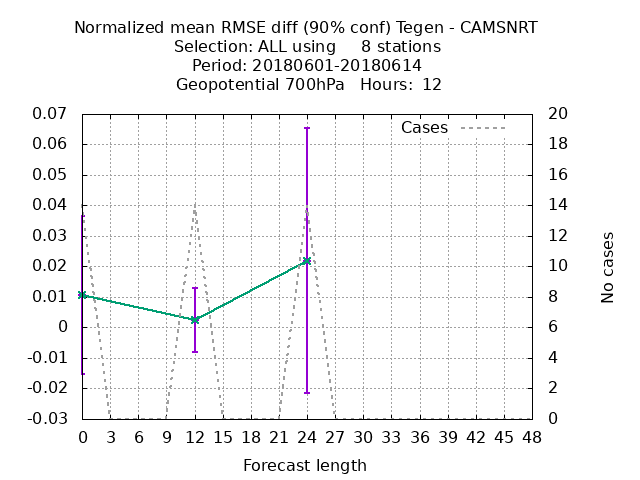 Normalized mean RMSE diff (90% conf) Tegen - CAMSNRT
Selection: ALL using 8 stations
Period: 20180601-20180614
Geopotential 700hPa Hours: 12
Cases
0.07
0.06
0.05
0.04
0.03
0.02
0.01
0
-0.01
-0.02
-0.03
20
18
16
14
12
10
8
6
4
2
0
No cases
0 3 6 9 12 15 18 21 24 27 30 33 36 39 42 45 48
Forecast length